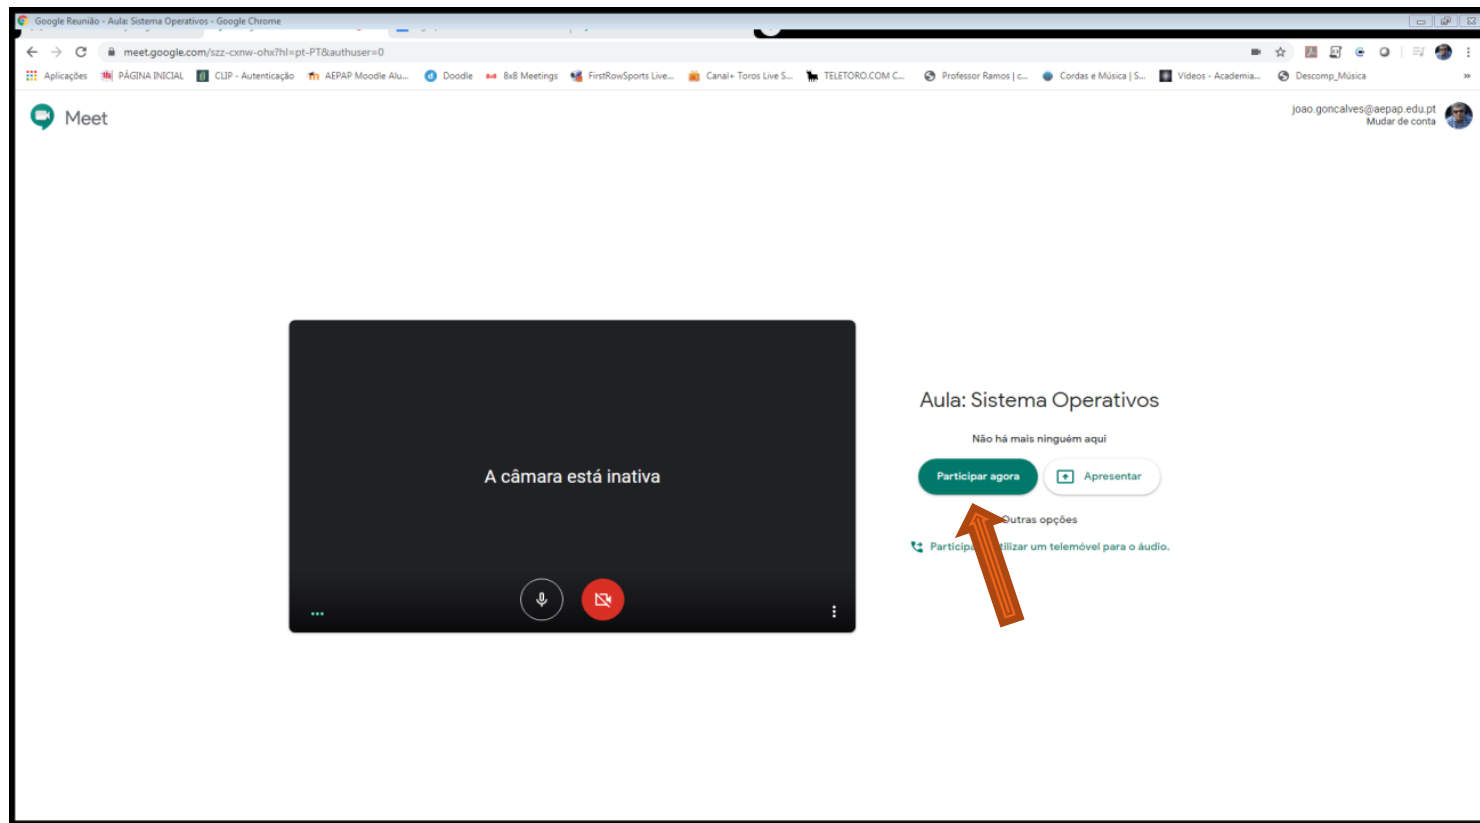 Google Reunião - Aula: Sistema Operativos - Google Chrome
meet.google.com/szz-cxnw-ohx?hl=pt-PT&authuser=0
Aplicações PÁGINA INICIAL CLIP - Autenticação AEPAP Moodle Alu... Doodle 8x8 Meetings FirstRowSports Live... Canal+ Toros Live S... TELETORO.COM C... Professor Ramos | c... Cordas e Música | S... Vídeos - Academia... Descomp_Música »
Meet
joao.goncalves@aepap.edu.pt
Mudar de conta
A câmara está inativa
Aula: Sistema Operativos
Não há mais ninguém aqui
Participar agora Apresentar
Outras opções
um telemóvel para o áudio.